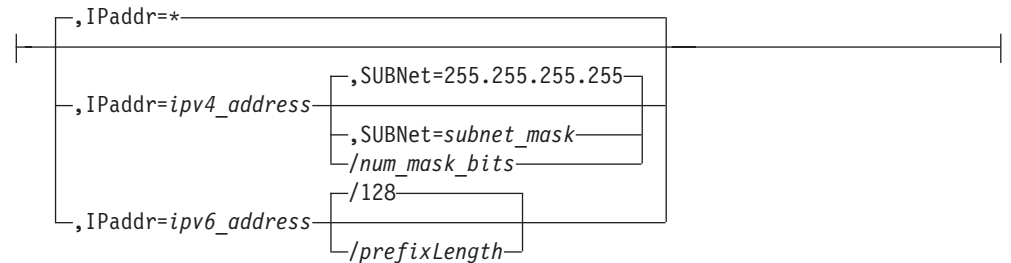 ,IPaddr=*
,SUBNet=255.255.255.255
,IPaddr=ipv4_address
,SUBNet=subnet_mask
/num_mask_bits
/128
,IPaddr=ipv6_address
/prefixLength